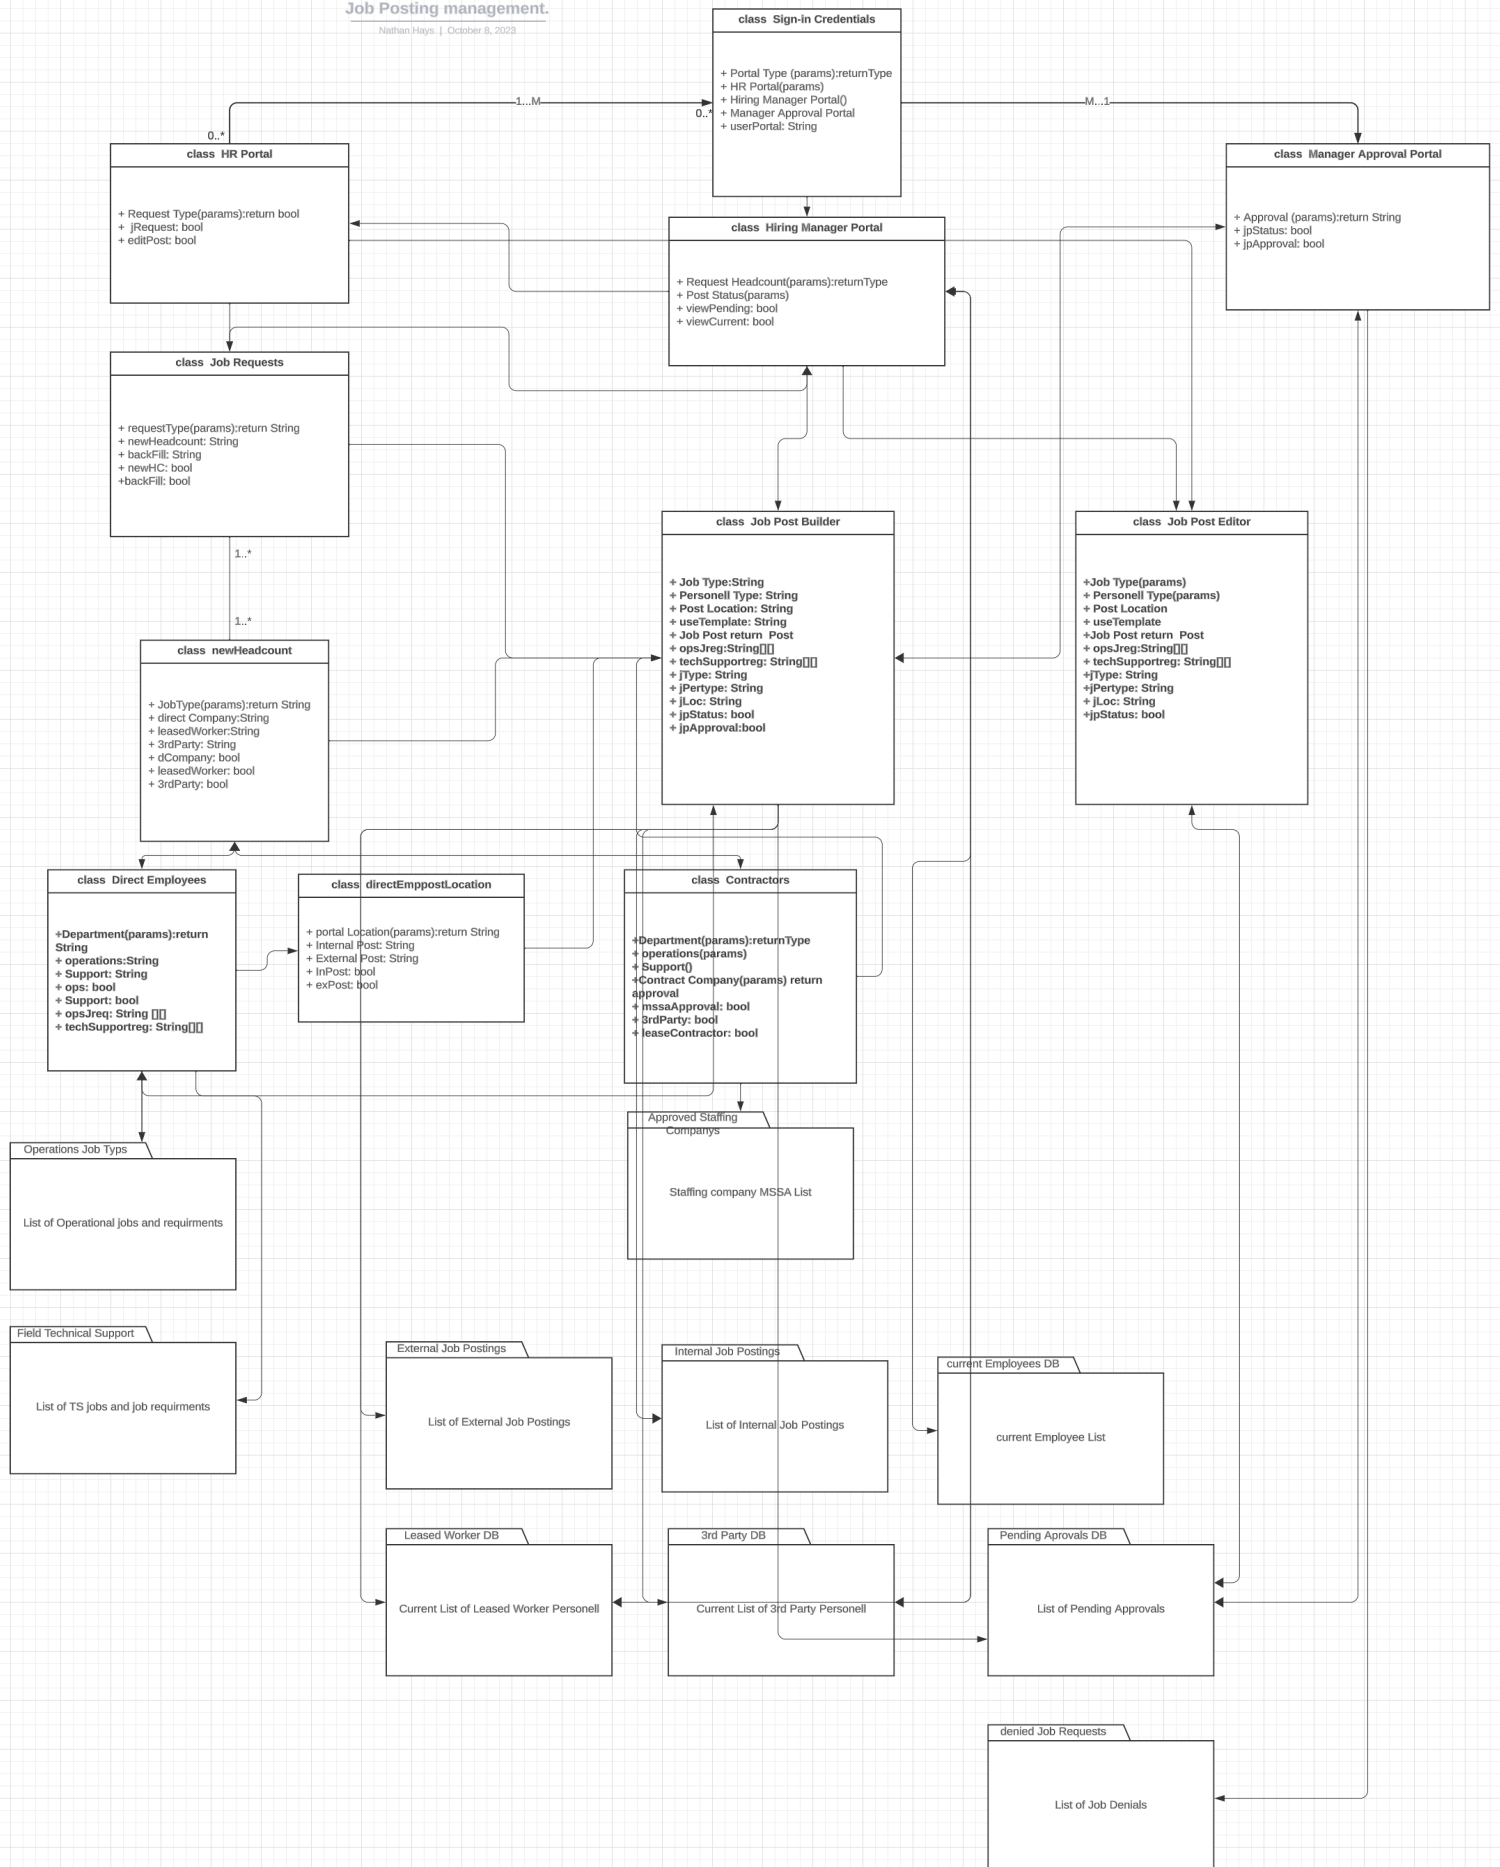 Job Posting management.
Nathan Hays | October 8, 2023
class Sign-in Credentials
+ Portal Type (params):returnType
+ HR Portal(params)
+ Hiring Manager Portal()
+ Manager Approval Portal
+ userPortal: String
1...M
0..*
M...1
0..*
class HR Portal
+ Request Type(params):return bool
+ jRequest: bool
+ editPost: bool
class Manager Approval Portal
+ Approval (params):return String
+ jpStatus: bool
+ jpApproval: bool
class Hiring Manager Portal
+ Request Headcount(params):returnType
+ Post Status(params)
+ viewPending: bool
+ viewCurrent: bool
class Job Requests
+ requestType(params):return String
+ newHeadcount: String
+ backFill: String
+ newHC: bool
+backFill: bool
1..*
1..*
class Job Post Builder
+ Job Type:String
+ Personell Type: String
+ Post Location: String
+ useTemplate: String
+ Job Post return Post
+ opsJreg:String[][]
+ techSupportreg: String[][]
+ jType: String
+ jPertype: String
+ jLoc: String
+ jpStatus: bool
+ jpApproval:bool
class Job Post Editor
+Job Type(params)
+ Personell Type(params)
+ Post Location
+ useTemplate
+Job Post return Post
+ opsJreg:String[][]
+ techSupportreg: String[][]
+jType: String
+jPertype: String
+ jLoc: String
+jpStatus: bool
class newHeadcount
+ JobType(params):return String
+ direct Company:String
+ leasedWorker:String
+ 3rdParty: String
+ dCompany: bool
+ leasedWorker: bool
+ 3rdParty: bool
class Direct Employees
+Department(params):return
String
+ operations:String
+ Support: String
+ ops: bool
+ Support: bool
+ opsJreq: String [][]
+ techSupportreg: String[][]
class directEmppostLocation
+ portal Location(params):return String
+ Internal Post: String
+ External Post: String
+ InPost: bool
+ exPost: bool
class Contractors
+Department(params):returnType
+ operations(params)
+ Support()
+Contract Company(params) return
approval
+ mssaApproval: bool
+ 3rdParty: bool
+ leaseContractor: bool
Approved Staffing
Companys
Staffing company MSSA List
Operations Job Typs
List of Operational jobs and requirments
Field Technical Support
List of TS jobs and job requirments
External Job Postings
List of External Job Postings
Internal Job Postings
List of Internal Job Postings
current Employees DB
current Employee List
Leased Worker DB
Current List of Leased Worker Personell
3rd Party DB
Current List of 3rd Party Personell
Pending Aprovals DB
List of Pending Approvals
denied Job Requests
List of Job Denials